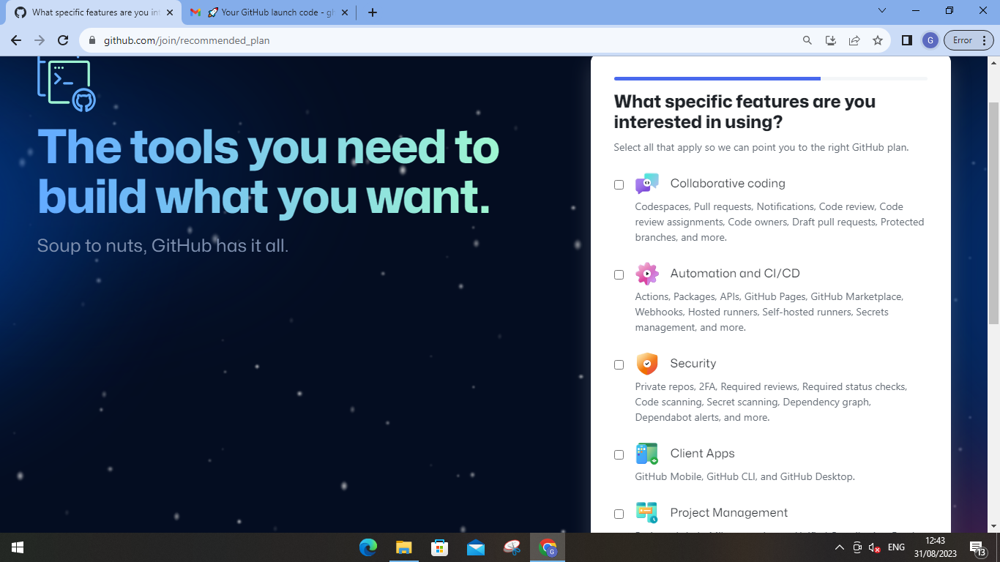 What specific features are you in
🚀 Your GitHub launch code - gh
github.com/join/recommended_plan
G
Error
The tools you need to
build what you want.
Soup to nuts, GitHub has it all.
What specific features are you
interested in using?
Select all that apply so we can point you to the right GitHub plan.
Collaborative coding
Codespaces, Pull requests, Notifications, Code review, Code
review assignments, Code owners, Draft pull requests, Protected
branches, and more.
Automation and CI/CD
Actions, Packages, APIs, GitHub Pages, GitHub Marketplace,
Webhooks, Hosted runners, Self-hosted runners, Secrets
management, and more.
Security
Private repos, 2FA, Required reviews, Required status checks,
Code scanning, Secret scanning, Dependency graph,
Dependabot alerts, and more.
Client Apps
GitHub Mobile, GitHub CLI, and GitHub Desktop.
Project Management
G
ENG
12:43
31/08/2023
13